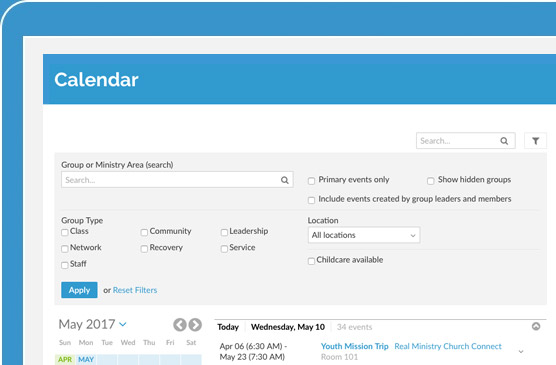 Calendar
Search...
Group or Ministry Area (search)
Search...
Primary events only
Show hidden groups
Include events created by group leaders and members
Group Type
Class
Community
Leadership
Network
Recovery
Service
Staff
Location
All locations
Childcare available
Apply or Reset Filters
May 2017
Sun Mon Tue Wed Thu Fri Sat
APR MAY
Today Wednesday, May 10 34 events
Apr 06 (6:30 AM) - Youth Mission Trip Real Ministry Church Connect
May 23 (7:30 AM) Room 101